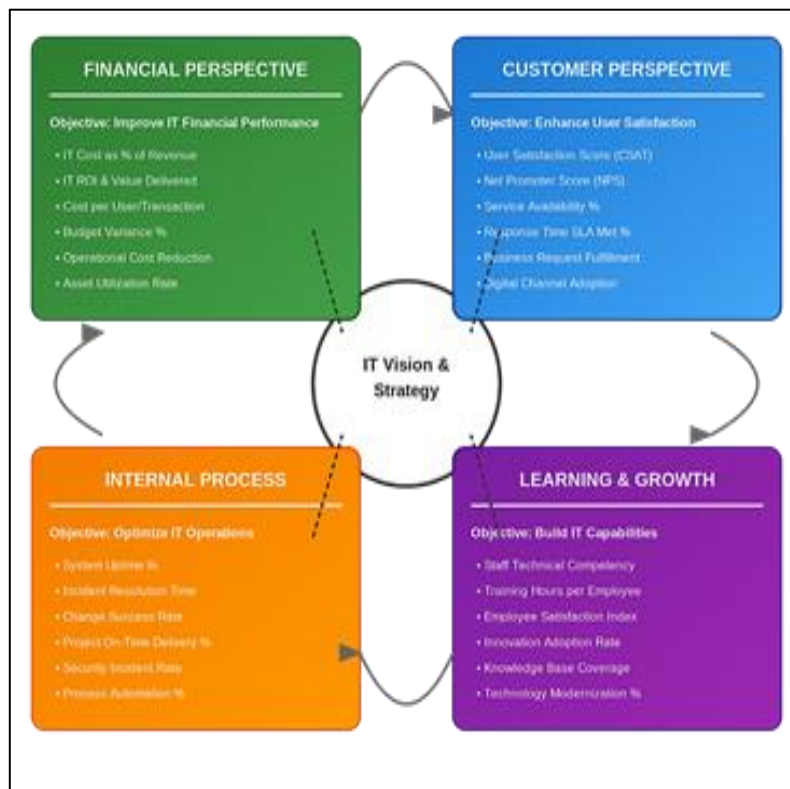 FINANCIAL PERSPECTIVE
Objective: Improve IT Financial Performance
• IT Cost as % of Revenue
• IT ROI & Value Delivered
• Cost per User/Transaction
• Budget Variance %
• Operational Cost Reduction
• Asset Utilization Rate
CUSTOMER PERSPECTIVE
Objective: Enhance User Satisfaction
• User Satisfaction Score (CSAT)
• Net Promoter Score (NPS)
• Service Availability %
• Response Time SLA Met %
• Business Request Fulfillment
• Digital Channel Adoption
IT Vision &
Strategy
INTERNAL PROCESS
Objective: Optimize IT Operations
• System Uptime %
• Incident Resolution Time
• Change Success Rate
• Project On-Time Delivery %
• Security Incident Rate
• Process Automation %
LEARNING & GROWTH
Objective: Build IT Capabilities
• Staff Technical Competency
• Training Hours per Employee
• Employee Satisfaction Index
• Innovation Adoption Rate
• Knowledge Base Coverage
• Technology Modernization %